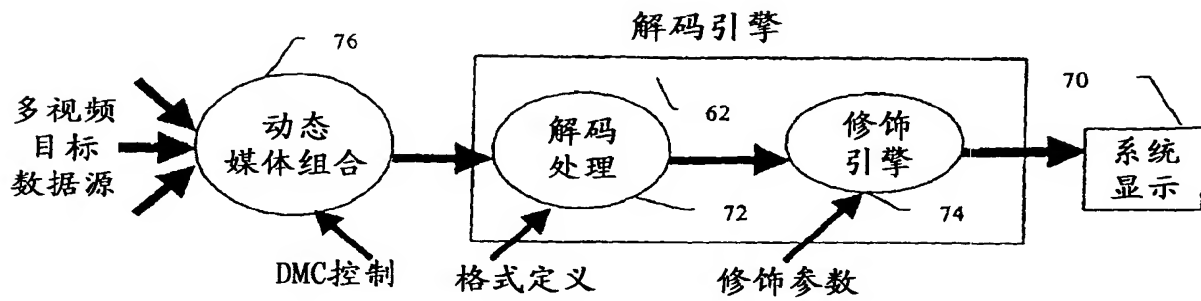 解码引擎
76
70
多视频
目标
数据源
动态
媒体组合
解码
处理
62
修饰
引擎
系统
显示
72
74
DMC控制
格式定义
修饰参数